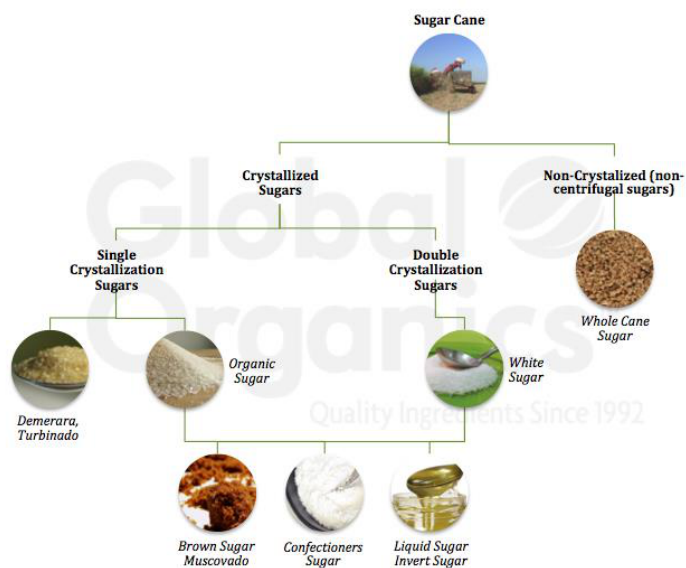 Sugar Cane
Crystallized
Sugars
Non-Crystalized (non-
centrifugal sugars)
Single
Crystallization
Sugars
Double
Crystallization
Sugars
Whole Cane
Sugar
Organic
Sugar
White
Sugar
Demerara,
Turbinado
Brown Sugar
Muscovado
Confectioners
Sugar
Liquid Sugar
Invert Sugar
Global
Organics
Quality Ingredients Since 1992